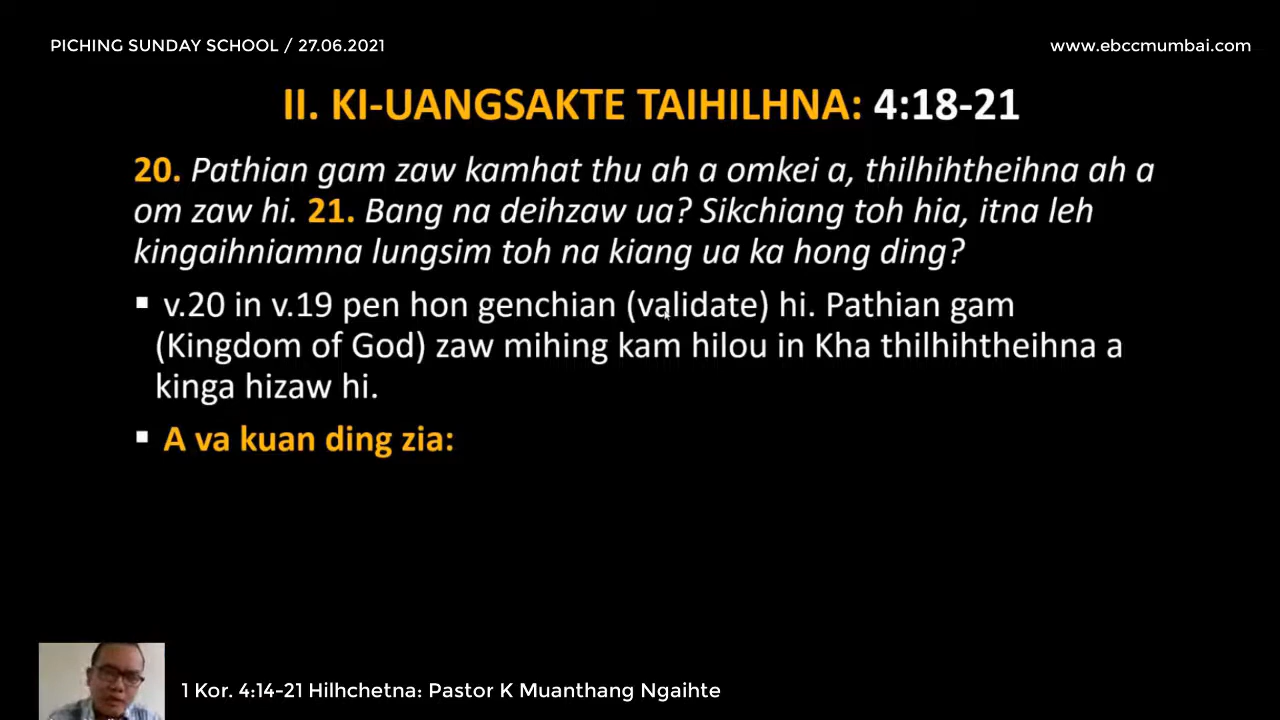 PICHING SUNDAY SCHOOL / 27.06.2021
www.ebccmumbai.com
II. KI-UANGSAKTE TAIHILHNA: 4:18-21
20. Pathian gam zaw kamhat thu ah a omkei a, thilhihtheihna ah a
om zaw hi. 21. Bang na deihzaw ua? Sikchiang toh hia, itna leh
kingaihniamna lungsim toh na kiang ua ka hong ding?
▪ v.20 in v.19 pen hon genchian (validate) hi. Pathian gam
(Kingdom of God) zaw mihing kam hilou in Kha thilhihtheihna a
kinga hizaw hi.
▪ A va kuan ding zia:
1 Kor. 4:14-21 Hilhchetna: Pastor K Muanthang Ngaihte